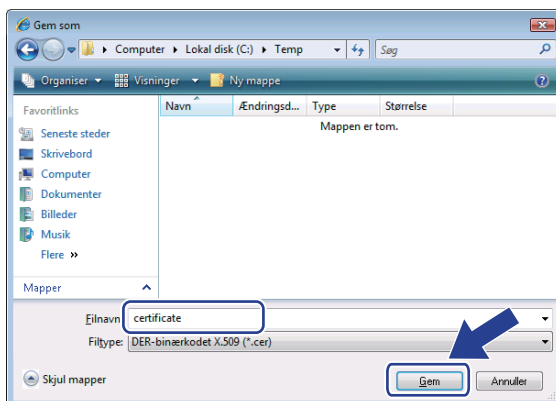 Gem som
Computer Lokal disk (C:) Temp Søg
Organiser Visninger Ny mappe
Favoritlinks
Navn Ændringsd... Type Størrelse
Mappen er tom.
Seneste steder
Skrivebord
Computer
Dokumenter
Billeder
Musik
Flere »
Mapper
Filnavn: certificate
Filtype: DER-binærkodet X.509 (*.cer)
Skjul mapper Gem Annuller